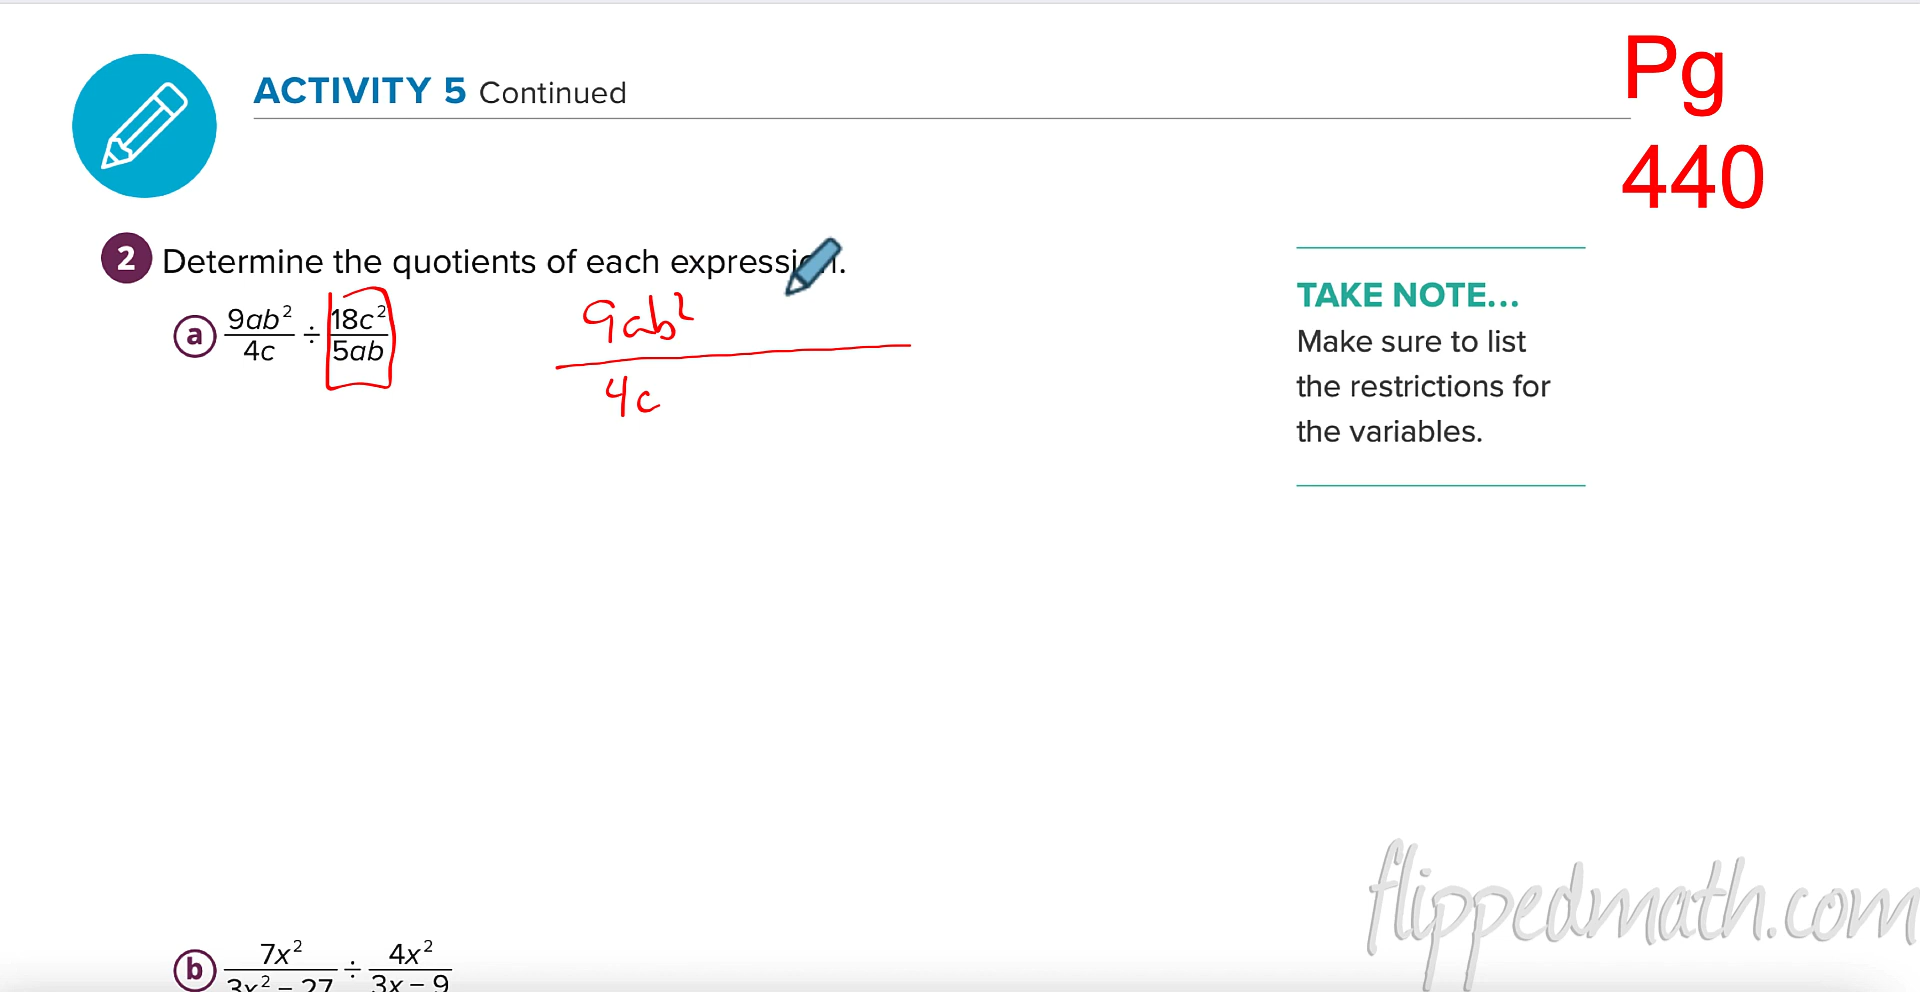 Pg
440
ACTIVITY 5 Continued
2 Determine the quotients of each expression.
a 9ab² / 4c ÷ 18c² / 5ab
9ab²
4c
TAKE NOTE...
Make sure to list
the restrictions for
the variables.
flippedmath.com
b 7x² / 3x² – 27 ÷ 4x² / 3x – 9